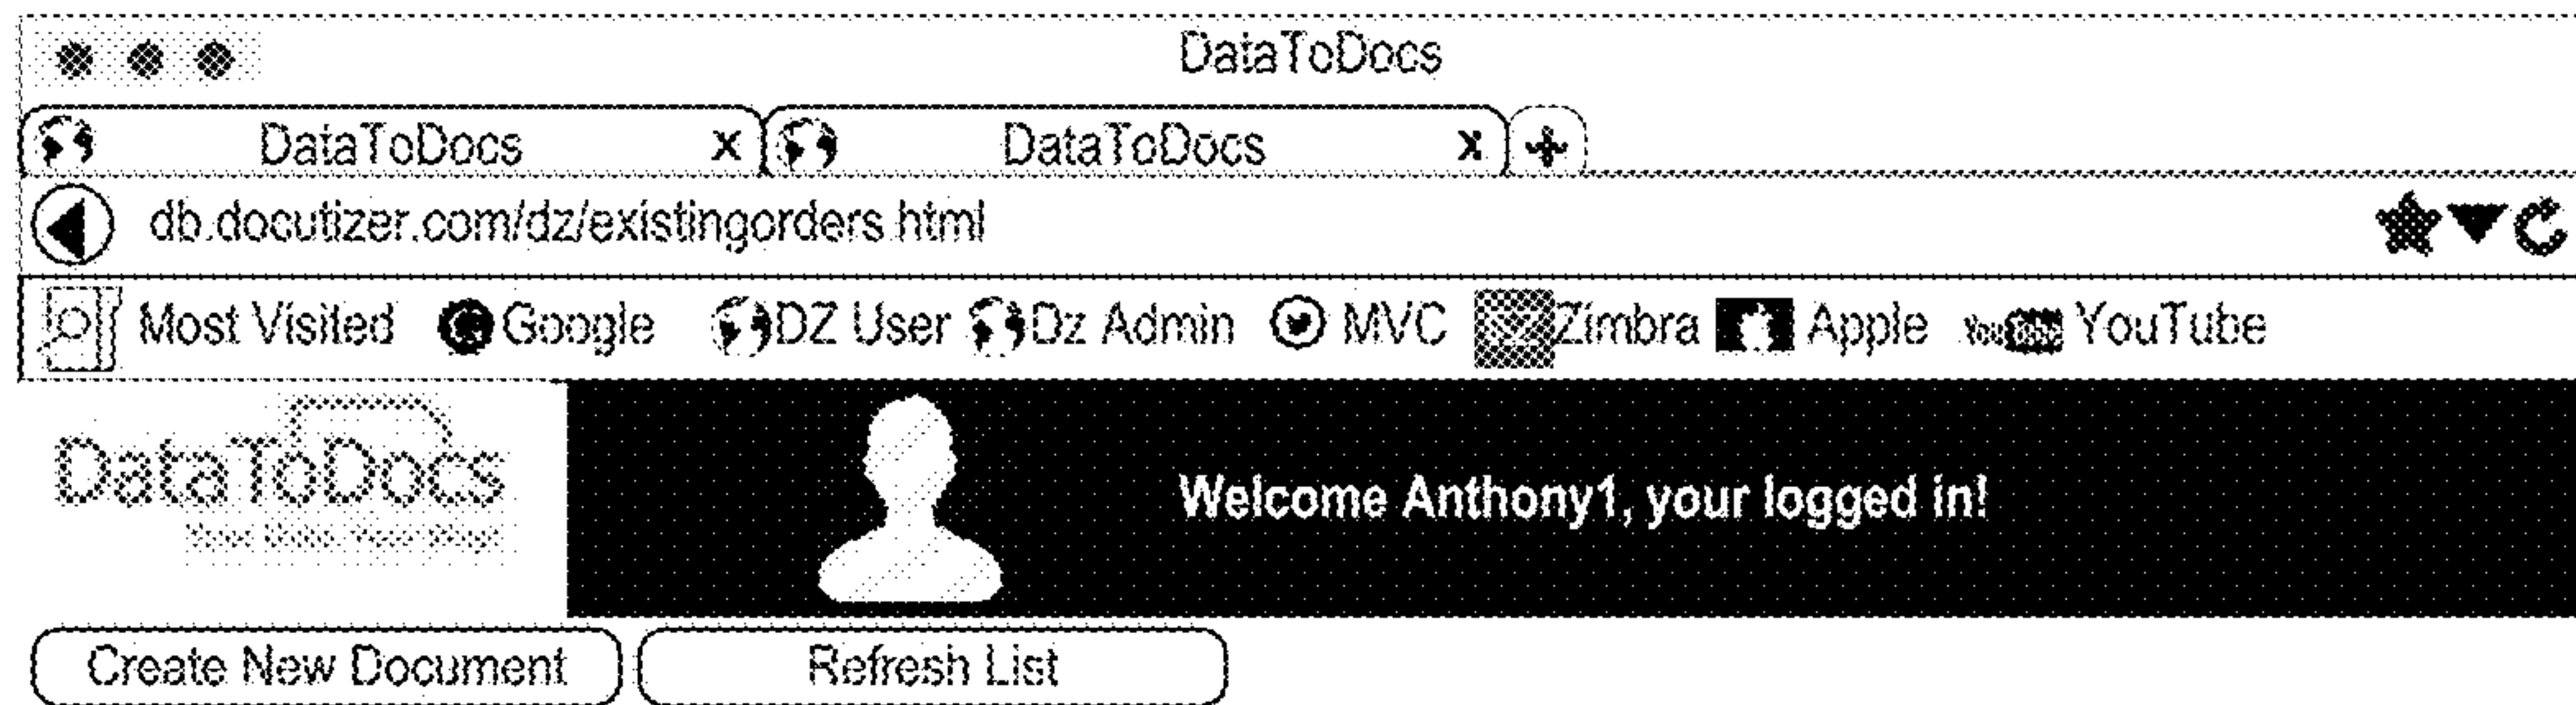 DataToDocs
DataToDocs x DataToDocs x +
db.docutizer.com/dz/existingorders.html
Most Visited Google DZ User Dz Admin MVC Zimbra Apple YouTube
DataToDocs
Welcome Anthony1, your logged in!
Create New Document Refresh List